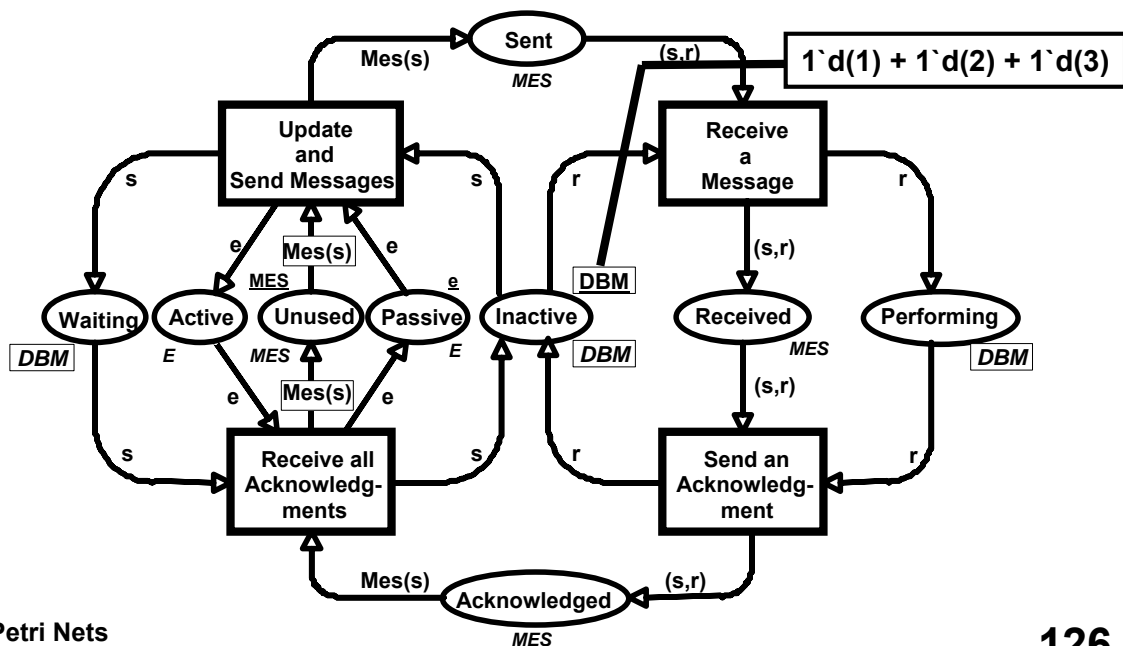 Sent
MES
Mes(s)
(s,r)
1`d(1) + 1`d(2) + 1`d(3)
Update
and
Send Messages
Receive
a
Message
s
s
r
r
e
Mes(s)
e
(s,r)
MES
e
DBM
Waiting
Active
Unused
Passive
Inactive
Received
Performing
DBM
E
MES
E
DBM
MES
DBM
e
Mes(s)
e
(s,r)
s
s
r
r
Receive all
Acknowledg-
ments
Send an
Acknowledg-
ment
Mes(s)
Acknowledged
(s,r)
MES
Petri Nets
126